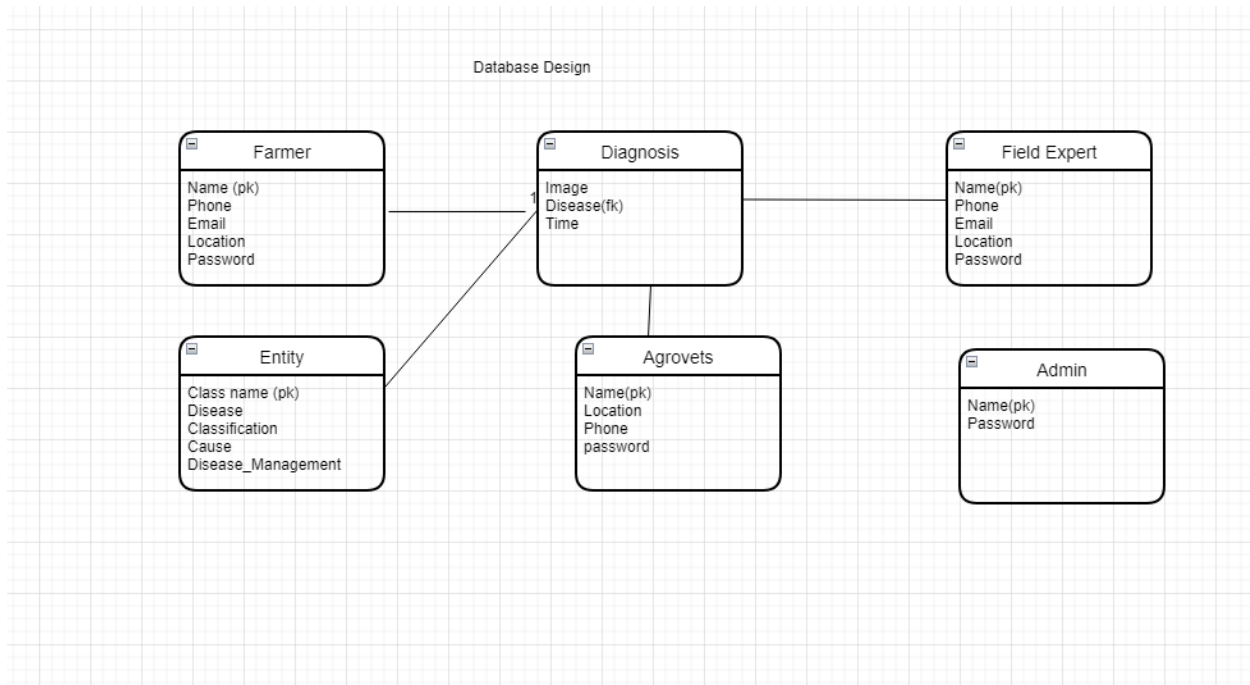 Database Design
Farmer
Name (pk)
Phone
Email
Location
Password
1
Diagnosis
Image
Disease(fk)
Time
Field Expert
Name(pk)
Phone
Email
Location
Password
Entity
Class name (pk)
Disease
Classification
Cause
Disease_Management
Agrovets
Name(pk)
Location
Phone
password
Admin
Name(pk)
Password